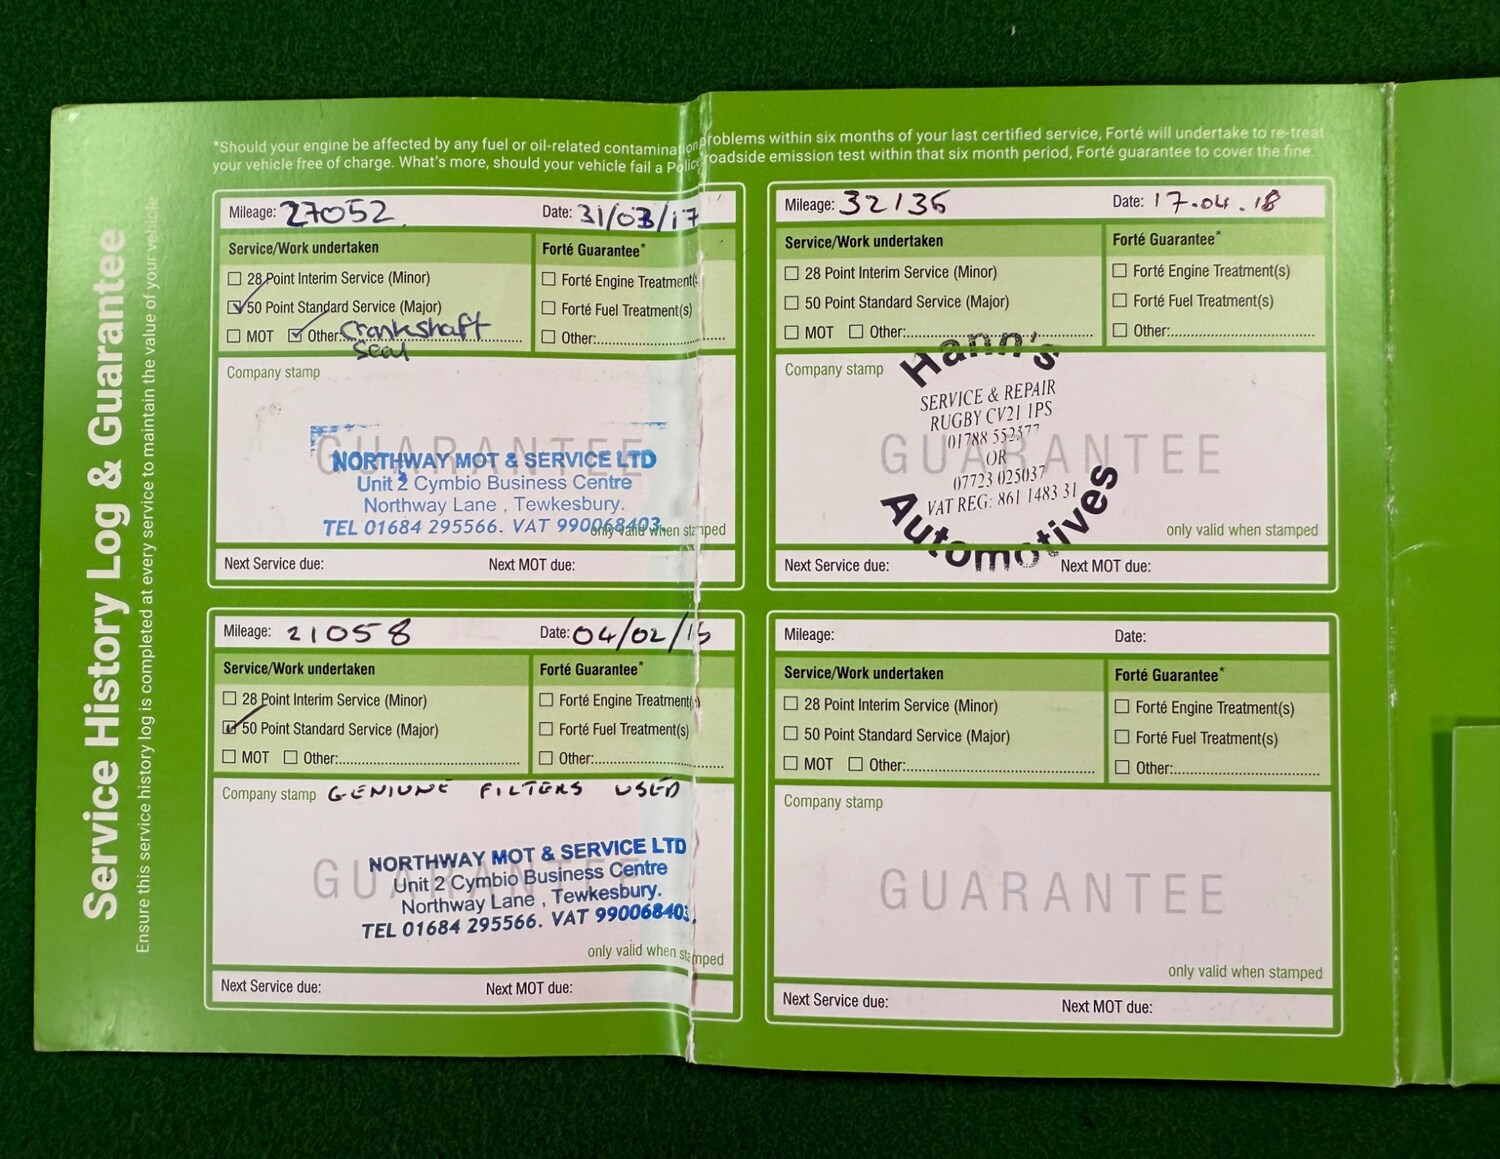 Service History Log & Guarantee
Ensure this service history log is completed at every service to maintain the value of your vehicle
*Should your engine be affected by any fuel or oil-related contamination problems within six months of your last certified service, Forté will undertake to re-treat
your vehicle free of charge. What's more, should your vehicle fail a Police roadside emission test within that six month period, Forté guarantee to cover the fine.
Mileage: 27052 Date: 31/03/17
Service/Work undertaken Forté Guarantee*
28 Point Interim Service (Minor) Forté Engine Treatment(s)
50 Point Standard Service (Major) Forté Fuel Treatment(s)
MOT Other: Crankshaft Other:
Seal
Company stamp
GUARANTEE
NORTHWAY MOT & SERVICE LTD
Unit 2 Cymbio Business Centre
Northway Lane , Tewkesbury.
TEL 01684 295566. VAT 990068403.
only valid when stamped
Next Service due: Next MOT due:
Mileage: 32136 Date: 17.04.18
Service/Work undertaken Forté Guarantee*
28 Point Interim Service (Minor) Forté Engine Treatment(s)
50 Point Standard Service (Major) Forté Fuel Treatment(s)
MOT Other: Other:
Company stamp
Hann's
SERVICE & REPAIR
RUGBY CV21 1PS
01788 552377
OR
07723 025037
VAT REG: 861 1483 31
Automotives
GUARANTEE
only valid when stamped
Next Service due: Next MOT due:
Mileage: 21058 Date: 04/02/15
Service/Work undertaken Forté Guarantee*
28 Point Interim Service (Minor) Forté Engine Treatment(s)
50 Point Standard Service (Major) Forté Fuel Treatment(s)
MOT Other: Other:
Company stamp GENIUNE FILTERS USED
GUARANTEE
NORTHWAY MOT & SERVICE LTD
Unit 2 Cymbio Business Centre
Northway Lane , Tewkesbury.
TEL 01684 295566. VAT 990068403.
only valid when stamped
Next Service due: Next MOT due:
Mileage: Date:
Service/Work undertaken Forté Guarantee*
28 Point Interim Service (Minor) Forté Engine Treatment(s)
50 Point Standard Service (Major) Forté Fuel Treatment(s)
MOT Other: Other:
Company stamp
GUARANTEE
only valid when stamped
Next Service due: Next MOT due: